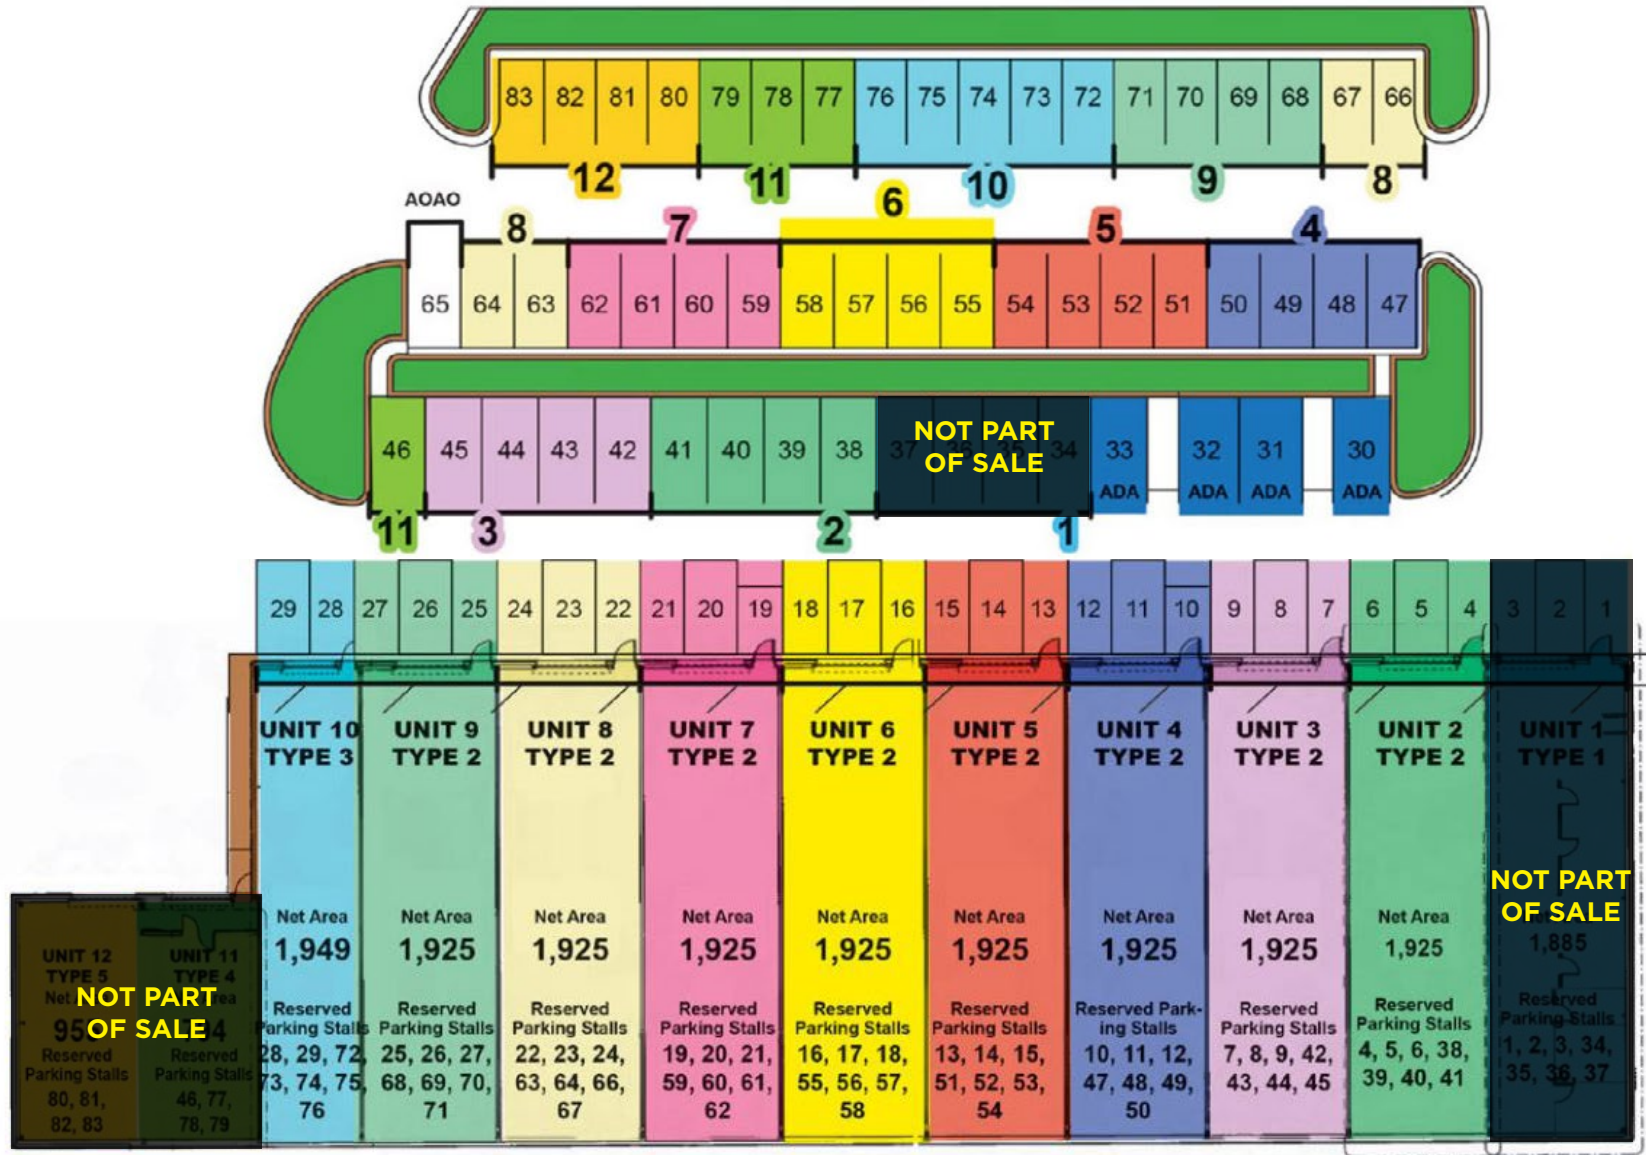 83 82 81 80 79 78 77 76 75 74 73 72 71 70 69 68 67 66
12 11 10 9 8
AOAO
8 7 6 5 4
65 64 63 62 61 60 59 58 57 56 55 54 53 52 51 50 49 48 47
46 45 44 43 42 41 40 39 38 37 36 35 34 33 32 31 30
NOT PART
OF SALE
ADA ADA ADA ADA
11 3 2 1
29 28 27 26 25 24 23 22 21 20 19 18 17 16 15 14 13 12 11 10 9 8 7 6 5 4 3 2 1
UNIT 10
TYPE 3
Net Area
1,949
Reserved
Parking Stalls
28, 29, 72,
73, 74, 75,
76
UNIT 9
TYPE 2
Net Area
1,925
Reserved
Parking Stalls
25, 26, 27,
68, 69, 70,
71
UNIT 8
TYPE 2
Net Area
1,925
Reserved
Parking Stalls
22, 23, 24,
63, 64, 66,
67
UNIT 7
TYPE 2
Net Area
1,925
Reserved
Parking Stalls
19, 20, 21,
59, 60, 61,
62
UNIT 6
TYPE 2
Net Area
1,925
Reserved
Parking Stalls
16, 17, 18,
55, 56, 57,
58
UNIT 5
TYPE 2
Net Area
1,925
Reserved
Parking Stalls
13, 14, 15,
51, 52, 53,
54
UNIT 4
TYPE 2
Net Area
1,925
Reserved Park-
ing Stalls
10, 11, 12,
47, 48, 49,
50
UNIT 3
TYPE 2
Net Area
1,925
Reserved
Parking Stalls
7, 8, 9, 42,
43, 44, 45
UNIT 2
TYPE 2
Net Area
1,925
Reserved
Parking Stalls
4, 5, 6, 38,
39, 40, 41
UNIT 1
TYPE 1
NOT PART
OF SALE
1,885
Reserved
Parking Stalls
1, 2, 3, 34,
35, 36, 37
UNIT 12
TYPE 5
Reserved
Parking Stalls
80, 81,
82, 83
UNIT 11
TYPE 4
Reserved
Parking Stalls
46, 77,
78, 79
NOT PART
OF SALE